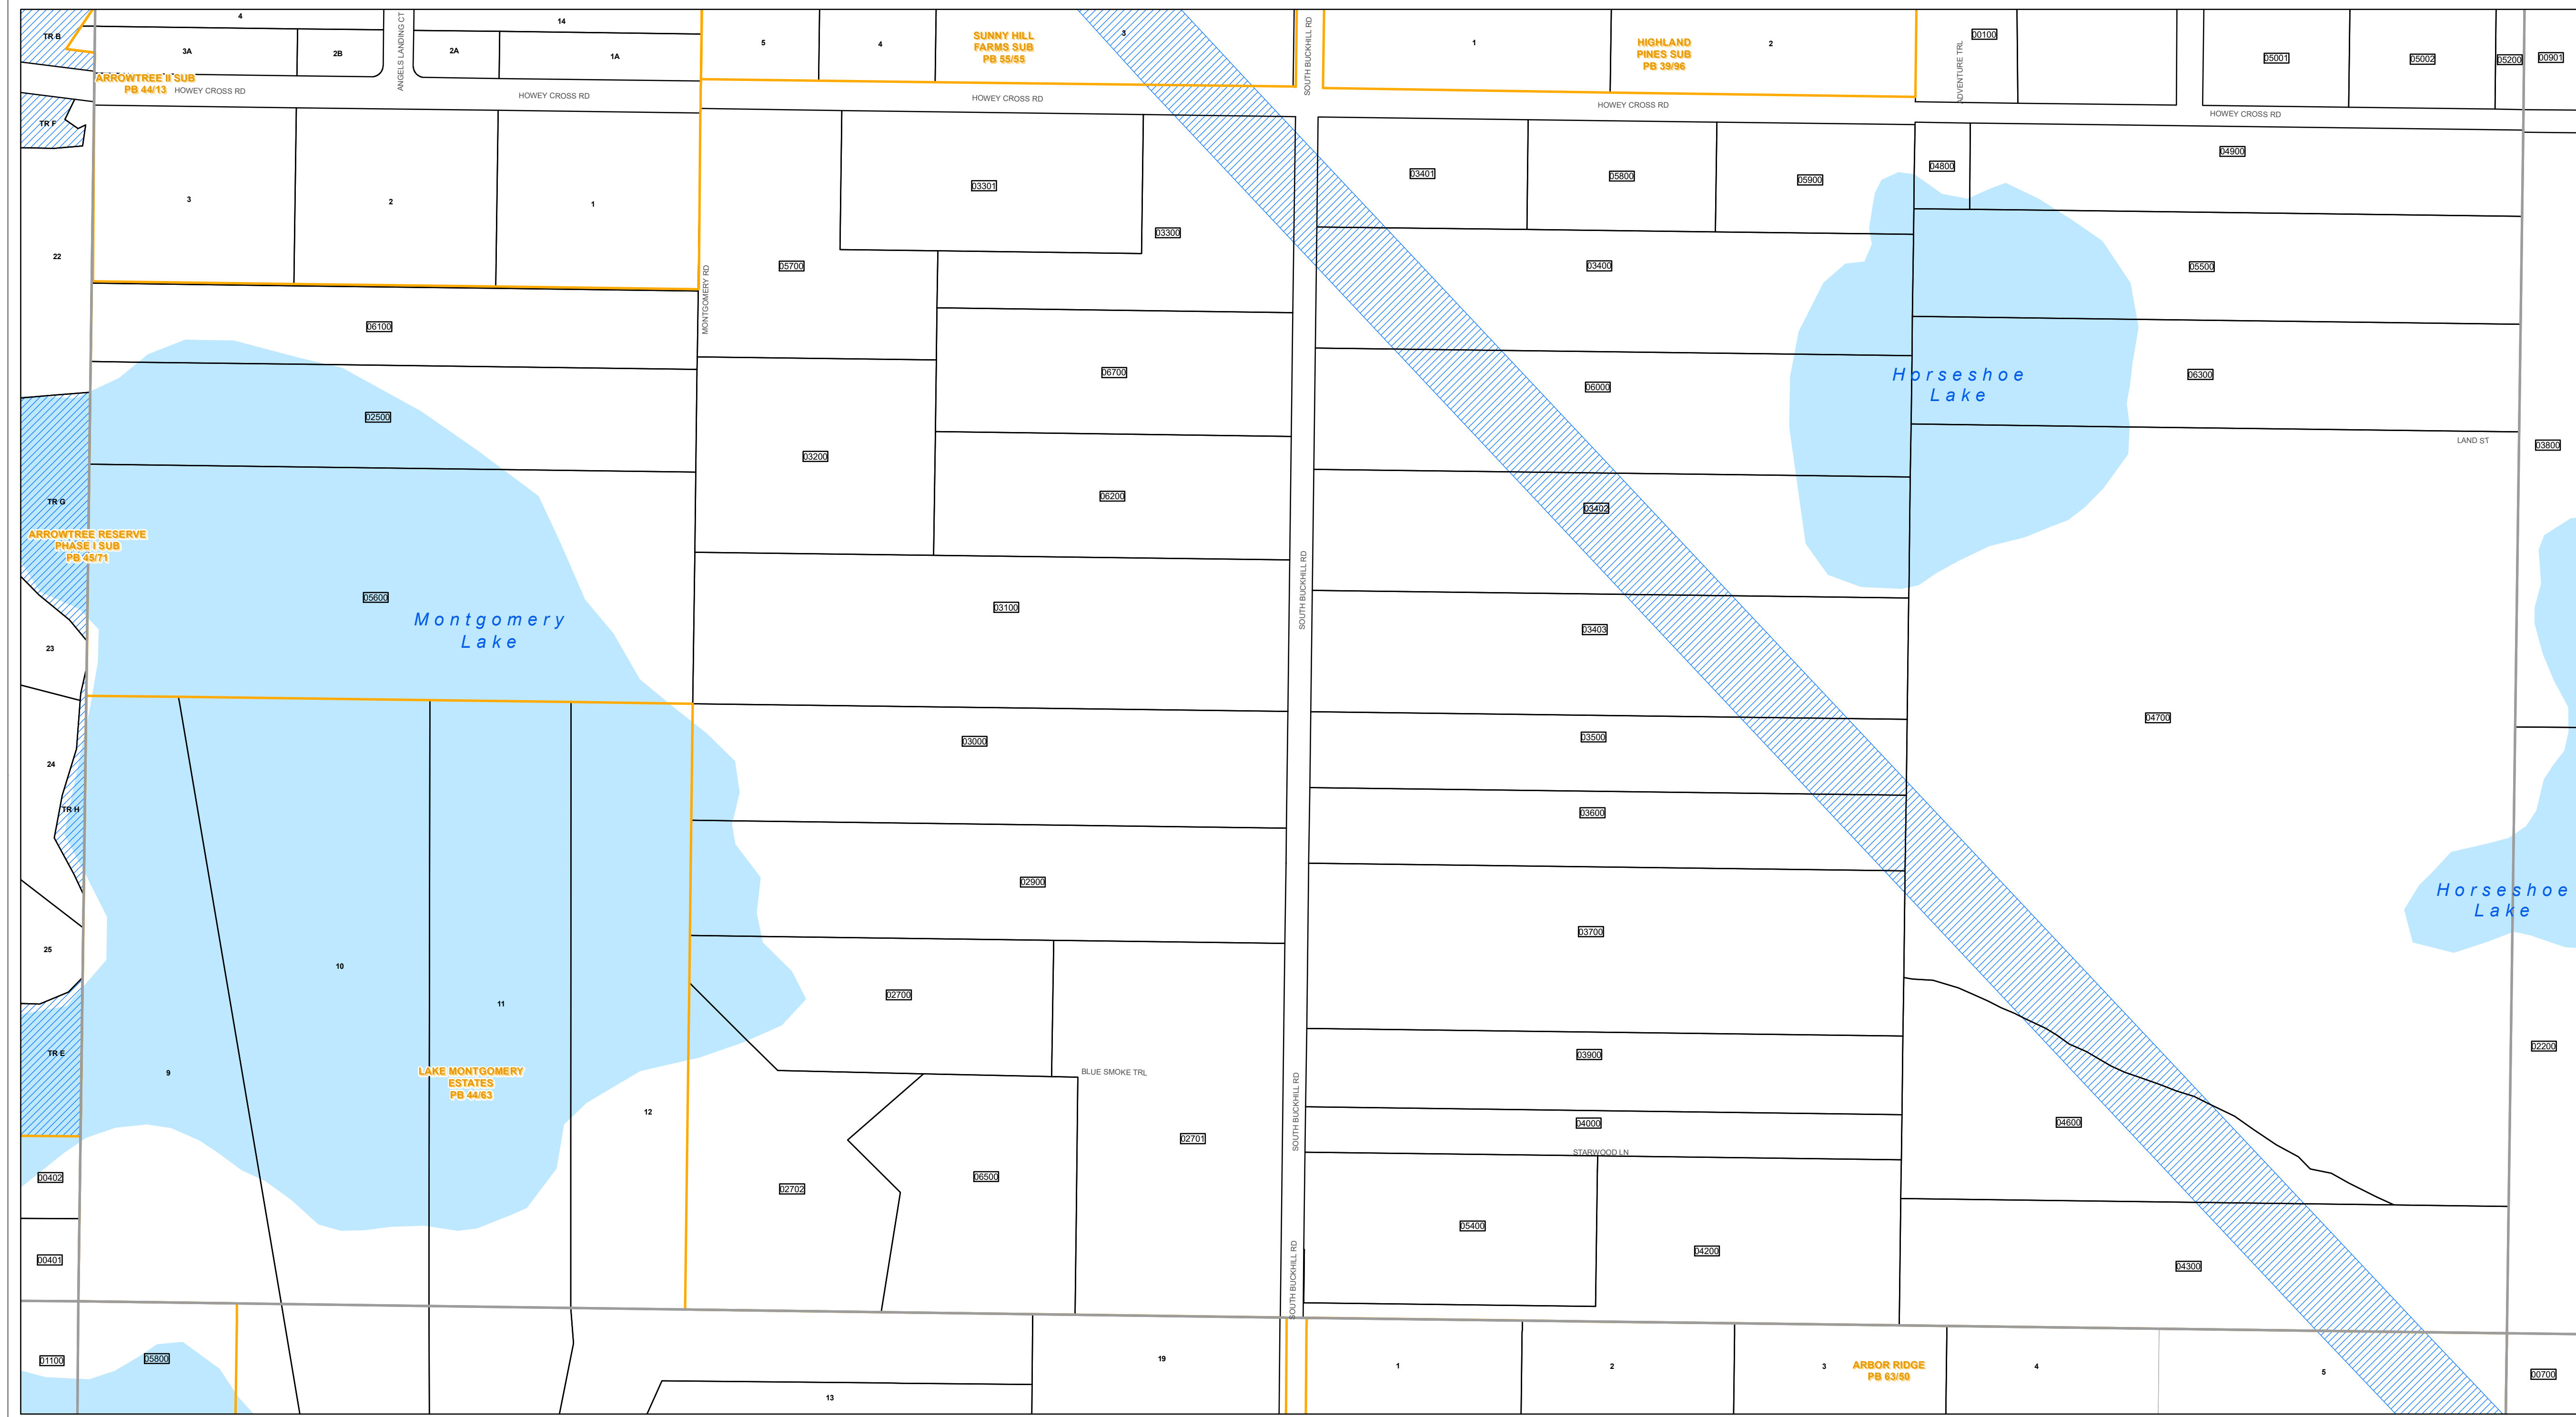 4
14
TR B
3A
2B
ANGELS LANDING CT
2A
1A
5
4
SUNNY HILL
FARMS SUB
PB 55/55
3
SOUTH BUCKHILL RD
1
HIGHLAND
PINES SUB
PB 39/96
2
00100
ADVENTURE TRL
05001
05002
05200
00901
ARROWTREE II SUB
PB 44/13
HOWEY CROSS RD
HOWEY CROSS RD
HOWEY CROSS RD
HOWEY CROSS RD
HOWEY CROSS RD
TR F
3
2
1
22
03301
03300
05700
MONTGOMERY RD
03401
05800
05900
04800
04900
03400
05500
06100
06700
06000
Horseshoe
Lake
06300
02500
03200
06200
03402
LAND ST
03800
TR G
ARROWTREE RESERVE
PHASE I SUB
PB 45/71
05600
Montgomery
Lake
03100
SOUTH BUCKHILL RD
03403
23
24
TR H
03000
03500
04700
03600
02900
Horseshoe
Lake
25
10
11
02700
03700
TR E
9
LAKE MONTGOMERY
ESTATES
PB 44/63
12
BLUE SMOKE TRL
SOUTH BUCKHILL RD
03900
02200
02701
04000
STARWOOD LN
04600
00402
02702
06500
00401
05400
04200
04300
SOUTH BUCKHILL RD
01100
05800
19
13
1
2
3
ARBOR RIDGE
PB 63/50
4
5
00700